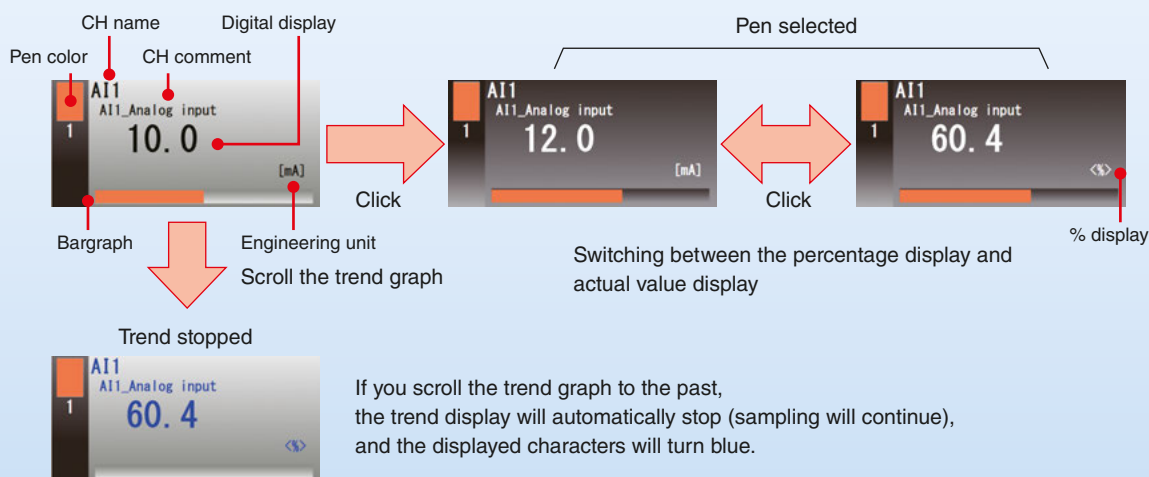 CH name
Digital display
Pen selected
Pen color
CH comment
AI1
AI1_Analog input
1
10.0
[mA]
Click
AI1
AI1_Analog input
1
12.0
[mA]
Click
AI1
AI1_Analog input
1
60.4
<%>
Bargraph
Engineering unit
% display
Scroll the trend graph
Switching between the percentage display and
actual value display
Trend stopped
AI1
AI1_Analog input
1
60.4
<%>
If you scroll the trend graph to the past,
the trend display will automatically stop (sampling will continue),
and the displayed characters will turn blue.